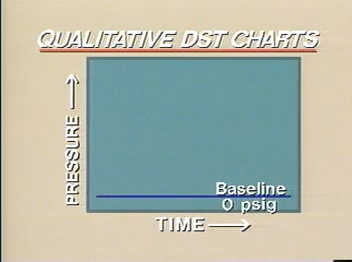 QUALITATIVE DST CHARTS
PRESSURE
Baseline
0 psig
TIME